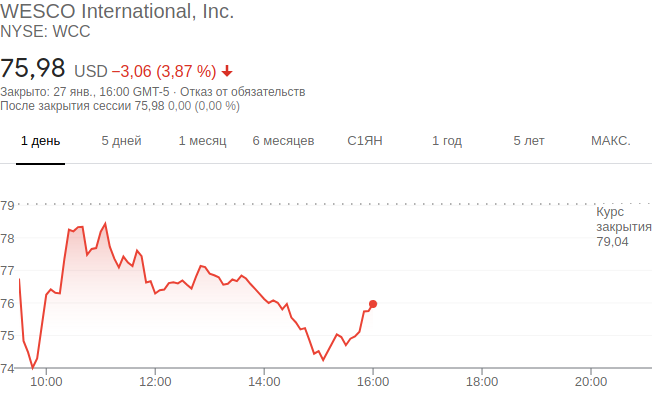 WESCO International, Inc.
NYSE: WCC
75,98 USD −3,06 (3,87 %)
Закрыто: 27 янв., 16:00 GMT-5 · Отказ от обязательств
После закрытия сессии 75,98 0,00 (0,00 %)
1 день 5 дней 1 месяц 6 месяцев С1ЯН 1 год 5 лет МАКС.
79
Курс
закрытия
79,04
78
77
76
75
74
10:00 12:00 14:00 16:00 18:00 20:00